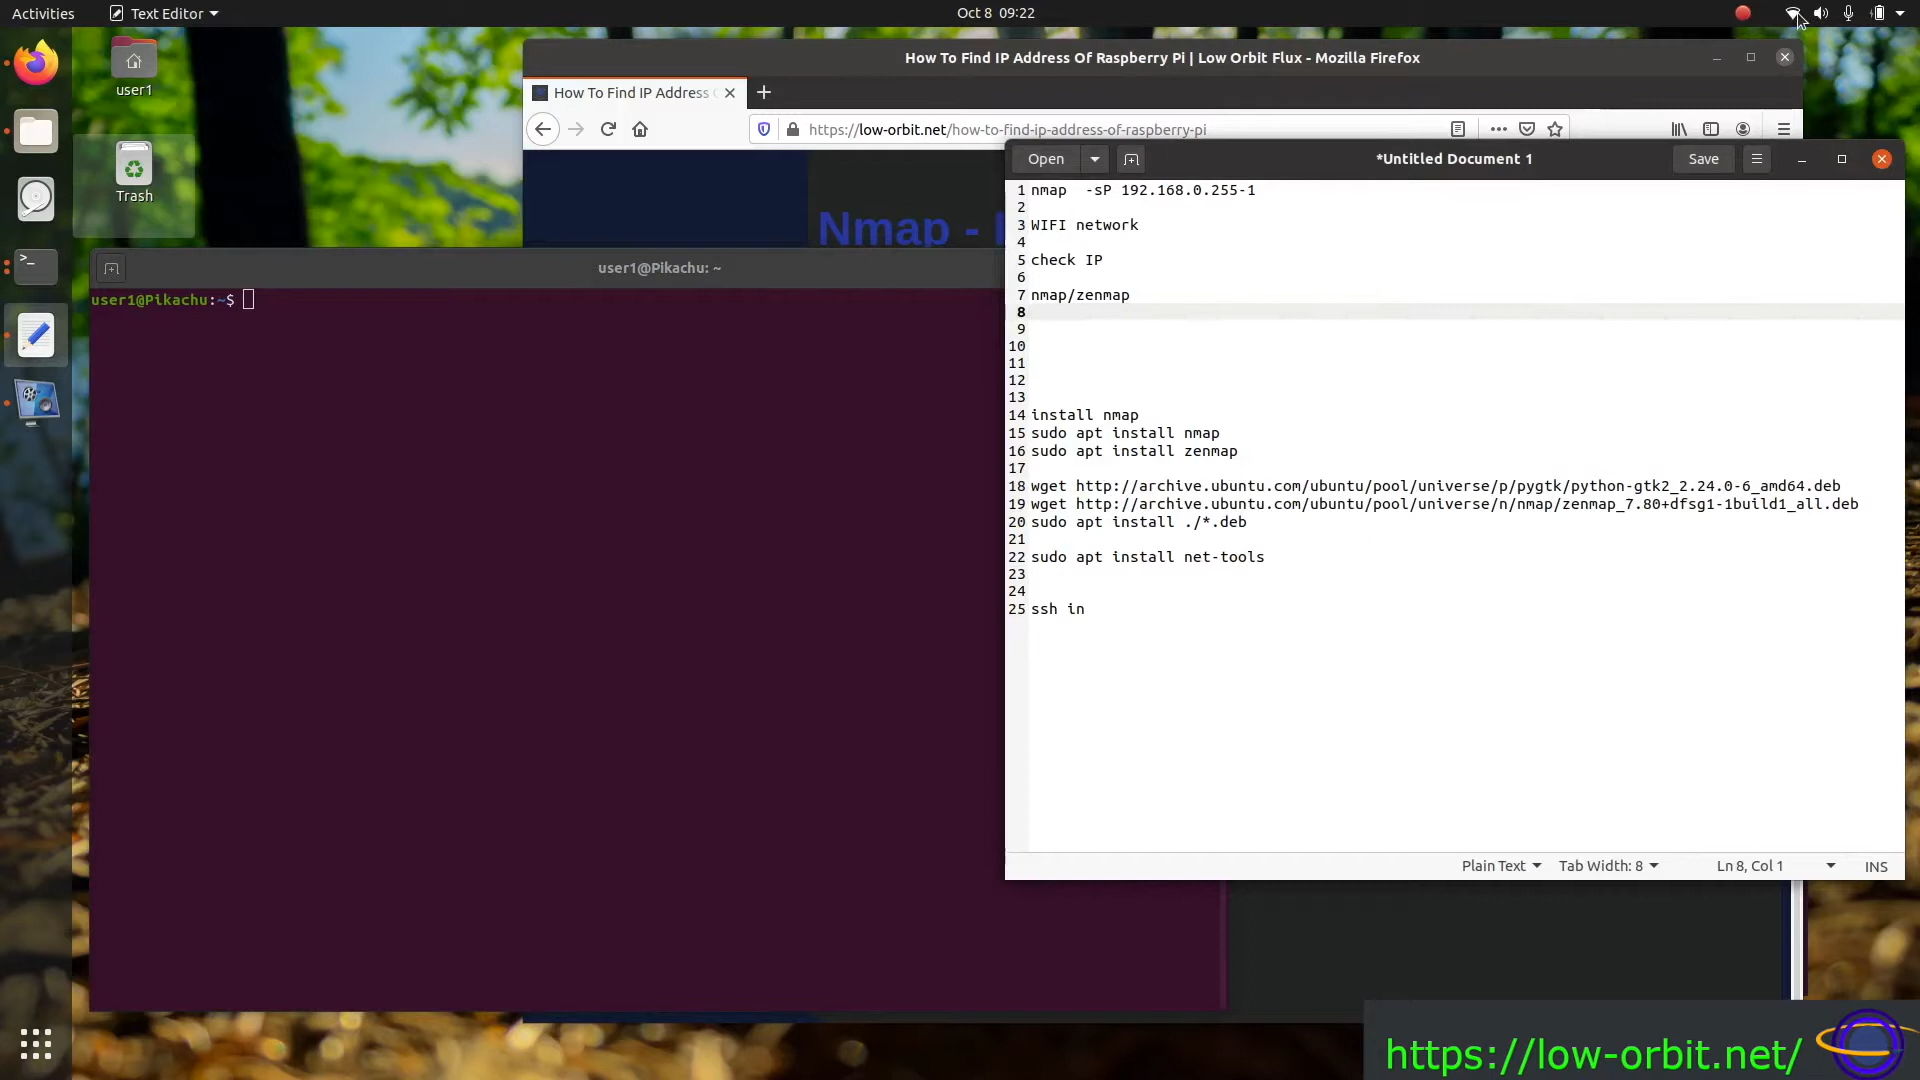 Activities
Text Editor
Oct 8 09:22
user1
Trash
How To Find IP Address Of Raspberry Pi | Low Orbit Flux - Mozilla Firefox
How To Find IP Address
https://low-orbit.net/how-to-find-ip-address-of-raspberry-pi
Nmap -
user1@Pikachu: ~
user1@Pikachu:~$
Open
*Untitled Document 1
Save
1 nmap  -sP 192.168.0.255-1
2
3 WIFI network
4
5 check IP
6
7 nmap/zenmap
8
9
10
11
12
13
14 install nmap
15 sudo apt install nmap
16 sudo apt install zenmap
17
18 wget http://archive.ubuntu.com/ubuntu/pool/universe/p/pygtk/python-gtk2_2.24.0-6_amd64.deb
19 wget http://archive.ubuntu.com/ubuntu/pool/universe/n/nmap/zenmap_7.80+dfsg1-1build1_all.deb
20 sudo apt install ./*.deb
21
22 sudo apt install net-tools
23
24
25 ssh in
Plain Text
Tab Width: 8
Ln 8, Col 1
INS
https://low-orbit.net/